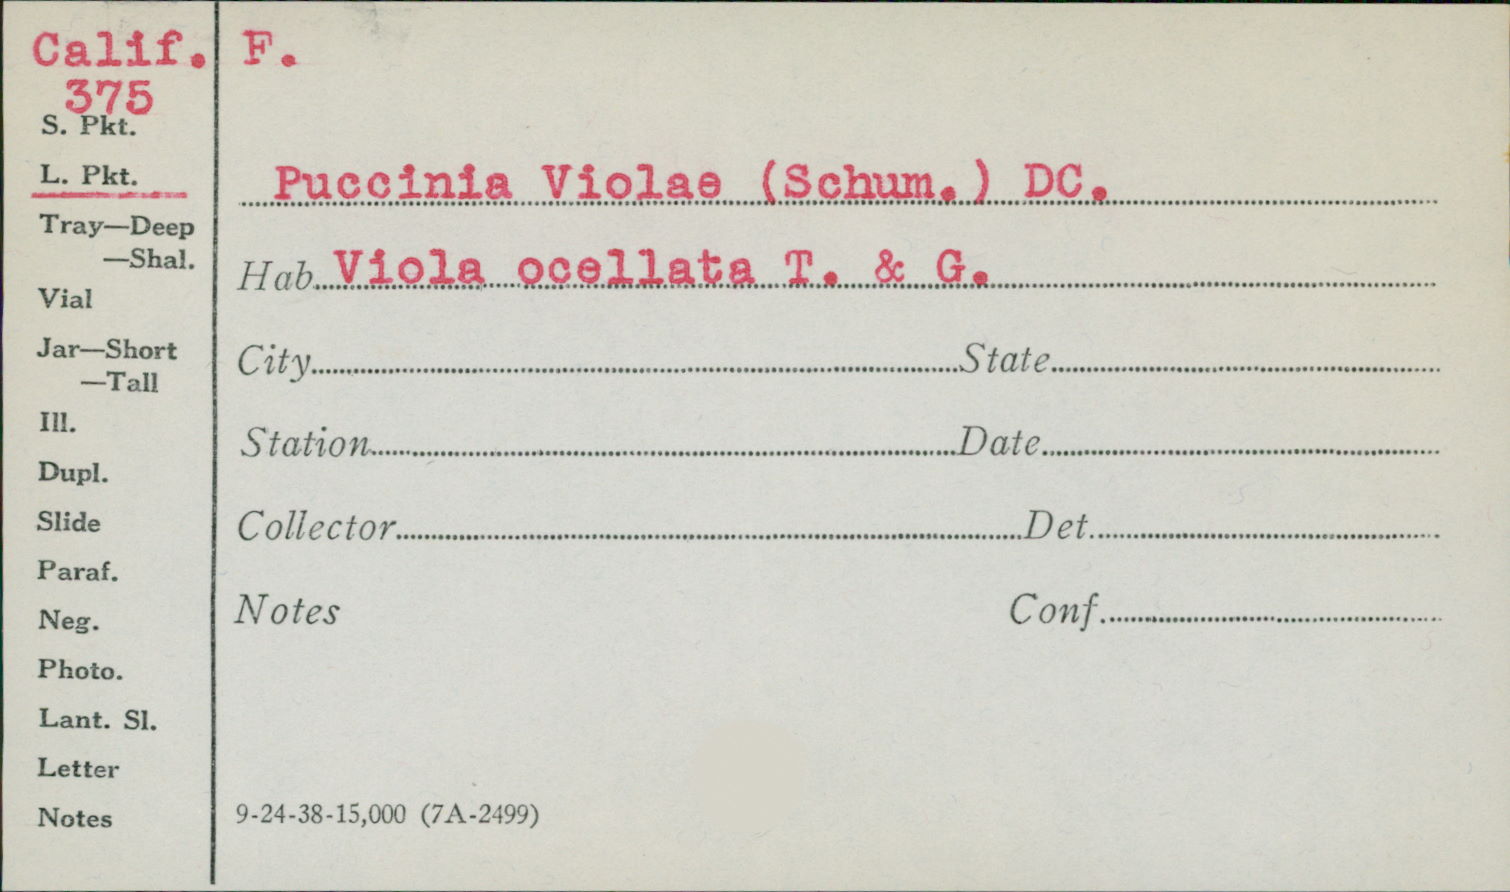 Calif.
375
S. Pkt.
L. Pkt.
Tray—Deep
—Shal.
Vial
Jar—Short
—Tall
Ill.
Dupl.
Slide
Paraf.
Neg.
Photo.
Lant. Sl.
Letter
Notes
F.
Puccinia Violae (Schum.) DC.
Hab. Viola ocellata T. & G.
City State
Station Date
Collector Det.
Notes Conf.
9-24-38-15,000 (7A-2499)